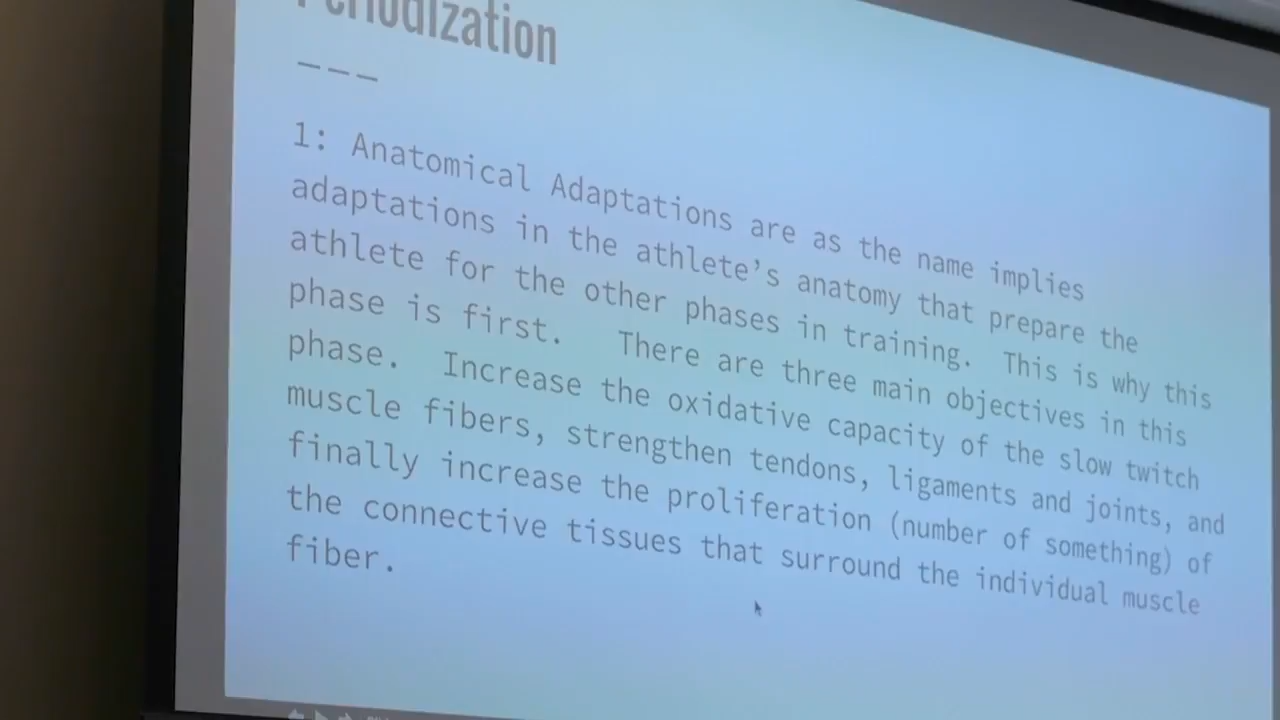 Periodization
———
1: Anatomical Adaptations are as the name implies
adaptations in the athlete’s anatomy that prepare the
athlete for the other phases in training.  This is why this
phase is first.   There are three main objectives in this
phase.  Increase the oxidative capacity of the slow twitch
muscle fibers, strengthen tendons, ligaments and joints, and
finally increase the proliferation (number of something) of
the connective tissues that surround the individual muscle
fiber.